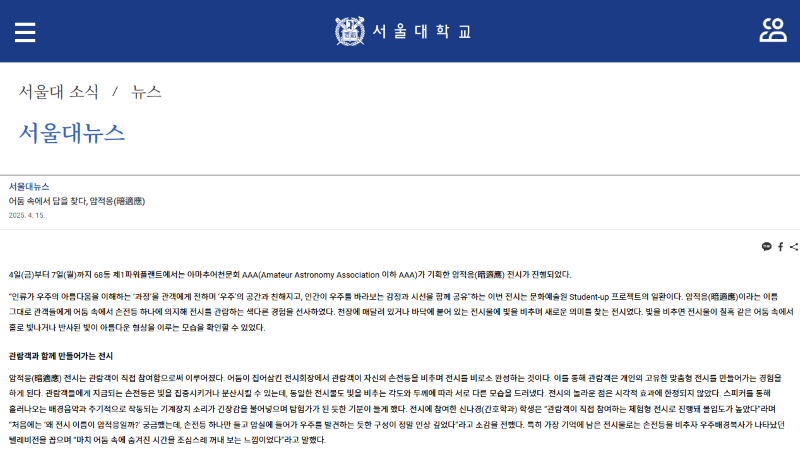 서울대학교
서울대 소식 / 뉴스
서울대뉴스
서울대뉴스
어둠 속에서 답을 찾다, 암적응(暗適應)
2025. 4. 15.
4일(금)부터 7일(월)까지 68동 제1파워플랜트에서는 아마추어천문회 AAA(Amateur Astronomy Association 이하 AAA)가 기획한 암적응(暗適應) 전시가 진행되었다.
“인류가 우주의 아름다움을 이해하는 ‘과정’을 관객에게 전하며 ‘우주’의 공간과 친해지고, 인간이 우주를 바라보는 감정과 시선을 함께 공유”하는 이번 전시는 문화예술원 Student-up 프로젝트의 일환이다. 암적응(暗適應)이라는 이름
그대로 관객들에게 어둠 속에서 손전등 하나에 의지해 전시를 관람하는 색다른 경험을 선사하였다. 천장에 매달려 있거나 바닥에 붙어 있는 전시물에 빛을 비추며 새로운 의미를 찾는 전시였다. 빛을 비추면 전시물이 칠흑 같은 어둠 속에서
홀로 빛나거나 반사된 빛이 아름다운 형상을 이루는 모습을 확인할 수 있었다.
관람객과 함께 만들어가는 전시
암적응(暗適應) 전시는 관람객이 직접 참여함으로써 이루어졌다. 어둠이 집어삼킨 전시회장에서 관람객이 자신의 손전등을 비추며 전시를 비로소 완성하는 것이다. 이를 통해 관람객은 개인의 고유한 맞춤형 전시를 만들어가는 경험을
하게 된다. 관람객들에게 지급되는 손전등은 빛을 집중시키거나 분산시킬 수 있는데, 동일한 전시물도 빛을 비추는 각도와 두께에 따라 서로 다른 모습을 드러냈다. 전시의 놀라운 점은 시각적 효과에 한정되지 않았다. 스피커를 통해
흘러나오는 배경음악과 주기적으로 작동되는 기계장치 소리가 긴장감을 불어넣으며 탐험가가 된 듯한 기분이 들게 했다. 전시에 참여한 신나경(간호학과) 학생은 “관람객이 직접 참여하는 체험형 전시로 진행돼 몰입도가 높았다”라며
“처음에는 ‘왜 전시 이름이 암적응일까?’ 궁금했는데, 손전등 하나만 들고 암실에 들어가 우주를 발견하는 듯한 구성이 정말 인상 깊었다”라고 소감을 전했다. 특히 가장 기억에 남은 전시물로는 손전등을 비추자 우주배경복사가 나타났던
텔레비전을 꼽으며 “마치 어둠 속에 숨겨진 시간을 조심스레 꺼내 보는 느낌이었다”라고 말했다.